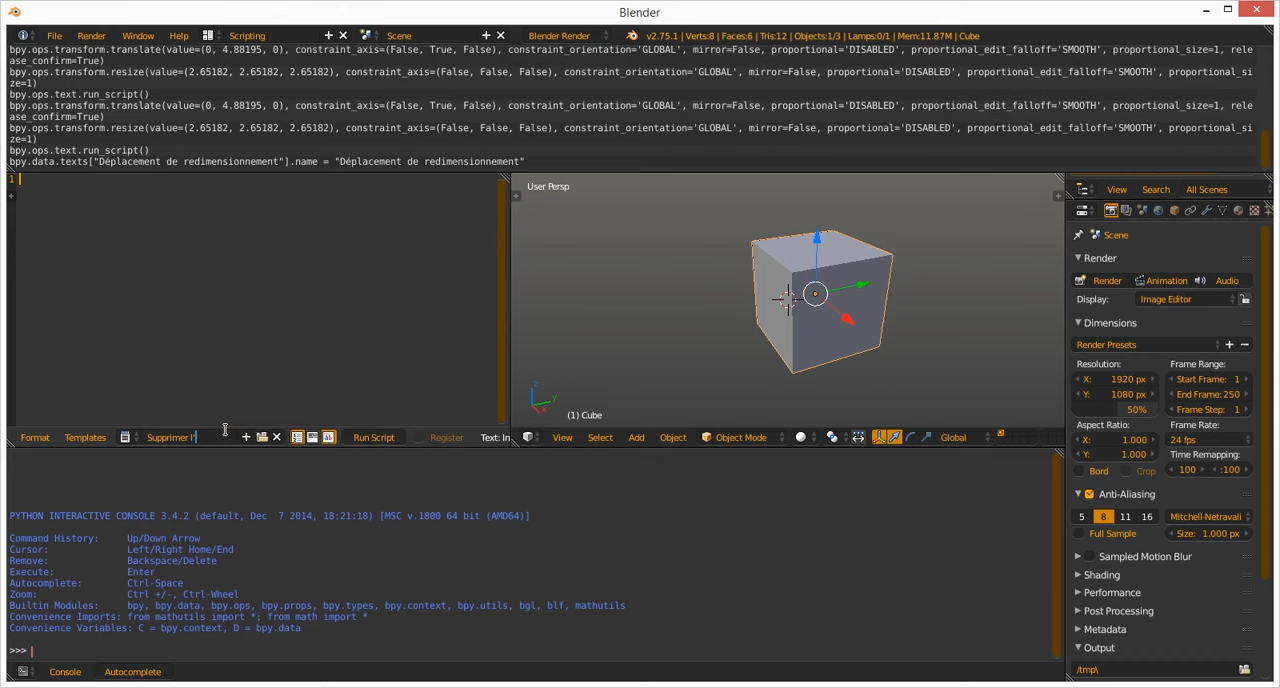 Blender
File Render Window Help Scripting Scene Blender Render v2.75.1 | Verts:8 | Faces:6 | Tris:12 | Objects:1/3 | Lamps:0/1 | Mem:11.87M | Cube
bpy.ops.transform.translate(value=(0, 4.88195, 0), constraint_axis=(False, True, False), constraint_orientation='GLOBAL', mirror=False, proportional='DISABLED', proportional_edit_falloff='SMOOTH', proportional_size=1, rele
ase_confirm=True)
bpy.ops.transform.resize(value=(2.65182, 2.65182, 2.65182), constraint_axis=(False, False, False), constraint_orientation='GLOBAL', mirror=False, proportional='DISABLED', proportional_edit_falloff='SMOOTH', proportional_si
ze=1)
bpy.ops.text.run_script()
bpy.ops.transform.translate(value=(0, 4.88195, 0), constraint_axis=(False, True, False), constraint_orientation='GLOBAL', mirror=False, proportional='DISABLED', proportional_edit_falloff='SMOOTH', proportional_size=1, rele
ase_confirm=True)
bpy.ops.transform.resize(value=(2.65182, 2.65182, 2.65182), constraint_axis=(False, False, False), constraint_orientation='GLOBAL', mirror=False, proportional='DISABLED', proportional_edit_falloff='SMOOTH', proportional_si
ze=1)
bpy.ops.text.run_script()
bpy.data.texts["Déplacement de redimensionnement"].name = "Déplacement de redimensionnement"
1
User Persp
z
y
x
(1) Cube
Format Templates Supprimer l' Run Script Register Text: In
View Select Add Object Object Mode Global
View Search All Scenes
Scene
Render
Render Animation Audio
Display: Image Editor
Dimensions
Render Presets
Resolution: Frame Range:
X: 1920 px Start Frame: 1
Y: 1080 px End Frame: 250
50% Frame Step: 1
Aspect Ratio: Frame Rate:
X: 1.000 24 fps
Y: 1.000 Time Remapping:
Bord Crop 100 :100
Anti-Aliasing
5 8 11 16 Mitchell-Netravali
Full Sample Size: 1.000 px
Sampled Motion Blur
Shading
Performance
Post Processing
Metadata
Output
/tmp\
PYTHON INTERACTIVE CONSOLE 3.4.2 (default, Dec 7 2014, 18:21:18) [MSC v.1800 64 bit (AMD64)]
Command History: Up/Down Arrow
Cursor: Left/Right Home/End
Remove: Backspace/Delete
Execute: Enter
Autocomplete: Ctrl-Space
Zoom: Ctrl +/-, Ctrl-Wheel
Builtin Modules: bpy, bpy.data, bpy.ops, bpy.props, bpy.types, bpy.context, bpy.utils, bgl, blf, mathutils
Convenience Imports: from mathutils import *; from math import *
Convenience Variables: C = bpy.context, D = bpy.data
>>>
Console Autocomplete